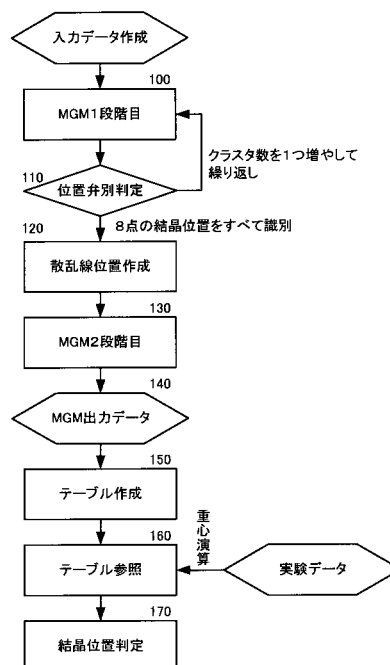 入力データ作成
100
MGM1段階目
クラスタ数を1つ増やして
繰り返し
110
位置弁別判定
8点の結晶位置をすべて識別
120
散乱線位置作成
130
MGM2段階目
140
MGM出力データ
150
テーブル作成
160
テーブル参照
重心演算
実験データ
170
結晶位置判定